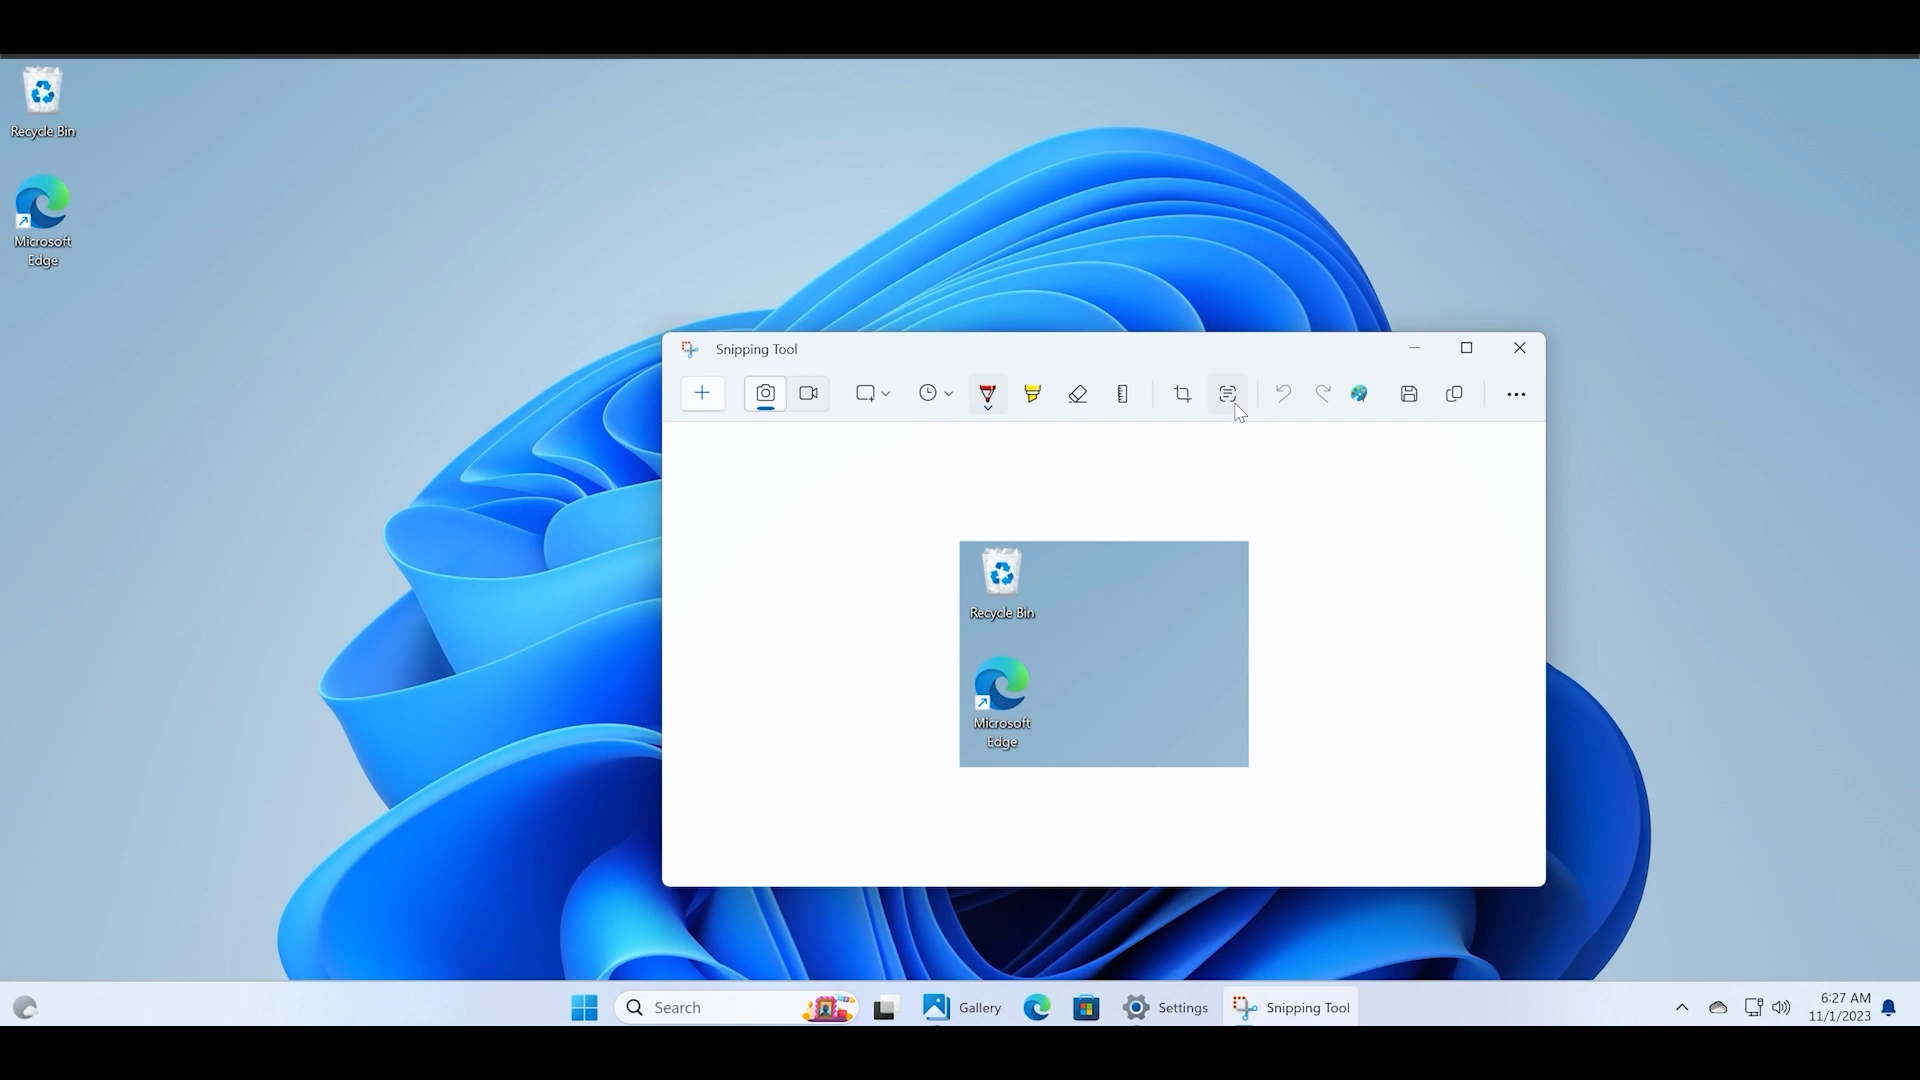 Recycle Bin
Microsoft
Edge
Snipping Tool
Recycle Bin
Microsoft
Edge
Search
Gallery
Settings
Snipping Tool
6:27 AM
11/1/2023